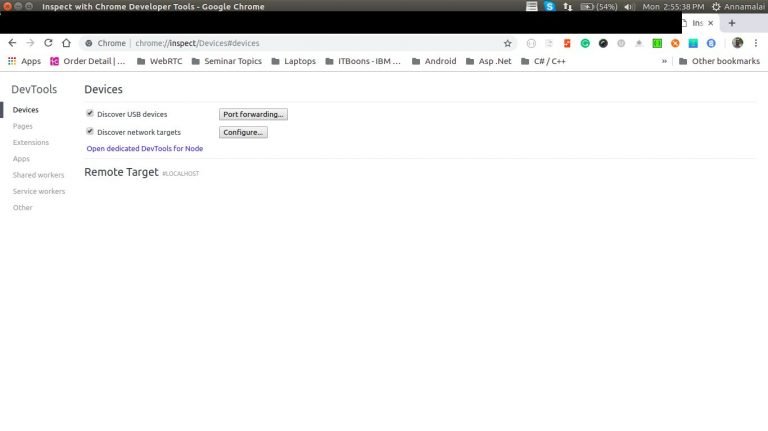 Inspect with Chrome Developer Tools - Google Chrome (54%) Mon 2:55:38 PM Annamalai
Ins
Chrome chrome://inspect/Devices#devices
Apps Order Detail | ... WebRTC Seminar Topics Laptops ITBoons - IBM ... Android Asp .Net C# / C++ » Other bookmarks
DevTools Devices
Devices Discover USB devices Port forwarding...
Pages Discover network targets Configure...
Extensions Open dedicated DevTools for Node
Apps
Shared workers Remote Target #LOCALHOST
Service workers
Other